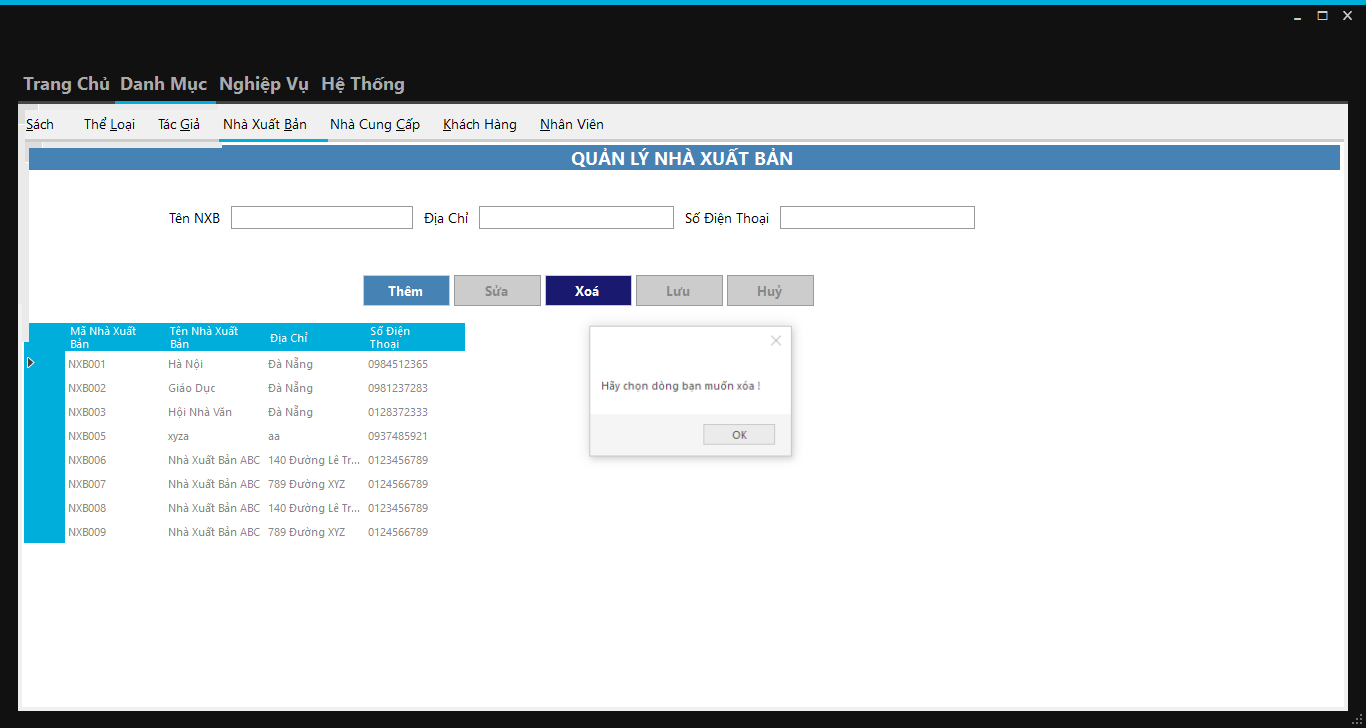 Trang Chủ Danh Mục Nghiệp Vụ Hệ Thống
Sách Thể Loại Tác Giả Nhà Xuất Bản Nhà Cung Cấp Khách Hàng Nhân Viên
QUẢN LÝ NHÀ XUẤT BẢN
Tên NXB Địa Chỉ Số Điện Thoại
Thêm Sửa Xoá Lưu Huỷ
Mã Nhà Xuất Bản Tên Nhà Xuất Bản Địa Chỉ Số Điện Thoại
NXB001 Hà Nội Đà Nẵng 0984512365
NXB002 Giáo Dục Đà Nẵng 0981237283
NXB003 Hội Nhà Văn Đà Nẵng 0128372333
NXB005 xyza aa 0937485921
NXB006 Nhà Xuất Bản ABC 140 Đường Lê Tr... 0123456789
NXB007 Nhà Xuất Bản ABC 789 Đường XYZ 0124566789
NXB008 Nhà Xuất Bản ABC 140 Đường Lê Tr... 0123456789
NXB009 Nhà Xuất Bản ABC 789 Đường XYZ 0124566789
Hãy chọn dòng bạn muốn xóa !
OK